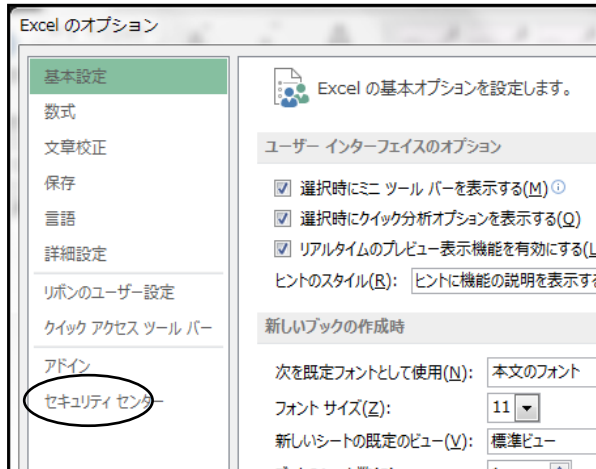 Excel のオプション
基本設定
数式
文章校正
保存
言語
詳細設定
リボンのユーザー設定
クイック アクセス ツール バー
アドイン
セキュリティ センター
Excel の基本オプションを設定します。
ユーザー インターフェイスのオプション
選択時にミニ ツール バーを表示する(M)
選択時にクイック分析オプションを表示する(Q)
リアルタイムのプレビュー表示機能を有効にする(L
ヒントのスタイル(R): ヒントに機能の説明を表示する
新しいブックの作成時
次を既定フォントとして使用(N): 本文のフォント
フォント サイズ(Z): 11
新しいシートの既定のビュー(V): 標準ビュー